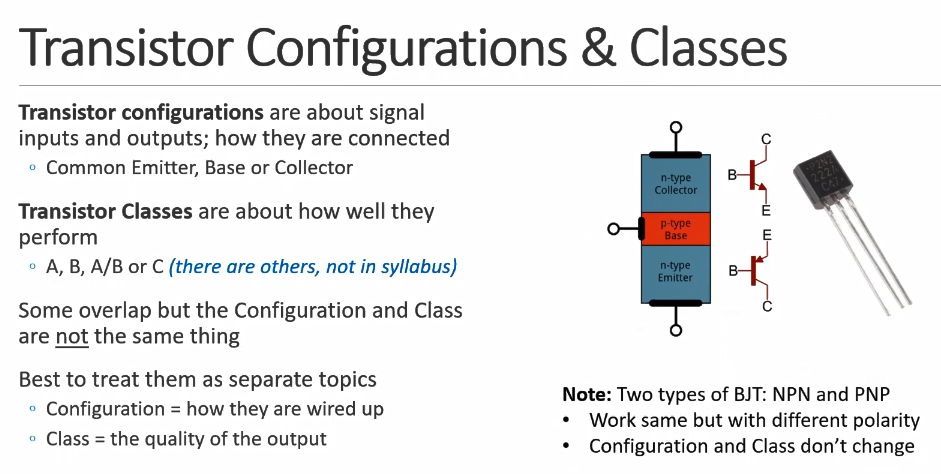 Transistor Configurations & Classes
Transistor configurations are about signal
inputs and outputs; how they are connected
Common Emitter, Base or Collector
Transistor Classes are about how well they
perform
A, B, A/B or C (there are others, not in syllabus)
Some overlap but the Configuration and Class
are not the same thing
Best to treat them as separate topics
Configuration = how they are wired up
Class = the quality of the output
n-type
Collector
p-type
Base
n-type
Emitter
C
B
E
E
B
C
Note: Two types of BJT: NPN and PNP
• Work same but with different polarity
• Configuration and Class don't change